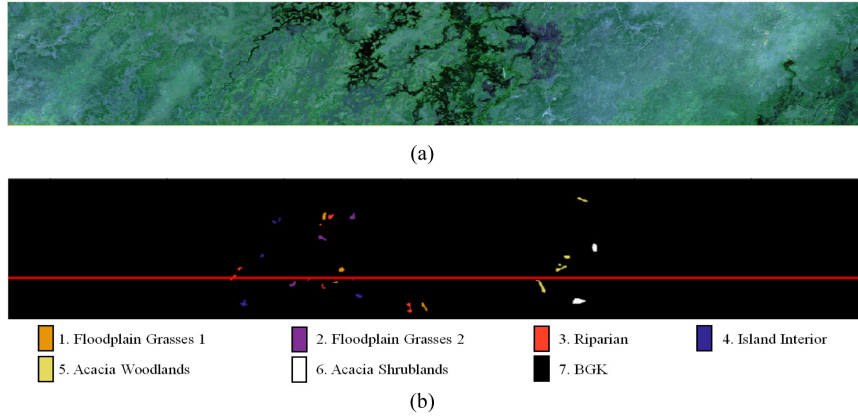 (a)
1. Floodplain Grasses 1 2. Floodplain Grasses 2 3. Riparian 4. Island Interior
5. Acacia Woodlands 6. Acacia Shrublands 7. BGK
(b)